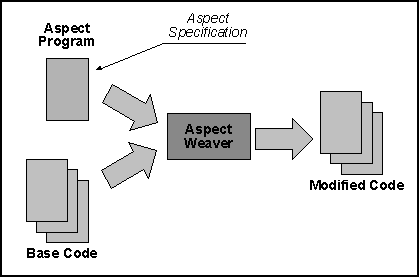 Aspect
Program
Aspect
Specification
Aspect
Weaver
Modified Code
Base Code